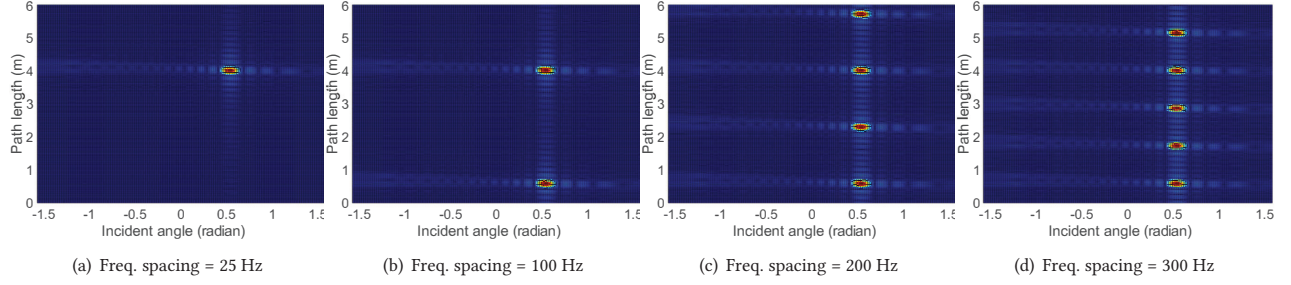 6
5
4
3
2
1
0
Path length (m)
-1.5 -1 -0.5 0 0.5 1 1.5
Incident angle (radian)
(a) Freq. spacing = 25 Hz
6
5
4
3
2
1
0
Path length (m)
-1.5 -1 -0.5 0 0.5 1 1.5
Incident angle (radian)
(b) Freq. spacing = 100 Hz
6
5
4
3
2
1
0
Path length (m)
-1.5 -1 -0.5 0 0.5 1 1.5
Incident angle (radian)
(c) Freq. spacing = 200 Hz
6
5
4
3
2
1
0
Path length (m)
-1.5 -1 -0.5 0 0.5 1 1.5
Incident angle (radian)
(d) Freq. spacing = 300 Hz